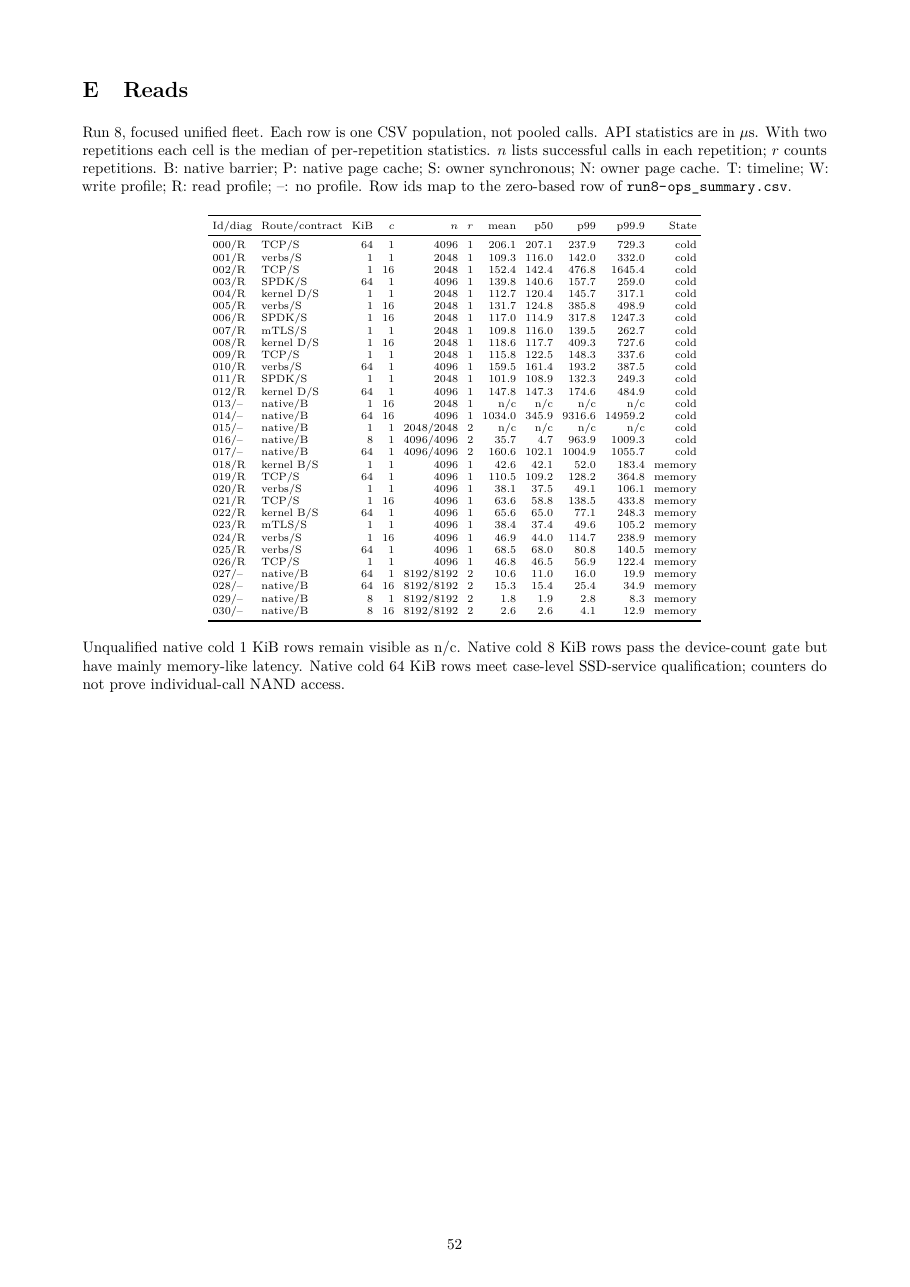 E Reads
Run 8, focused unified fleet. Each row is one CSV population, not pooled calls. API statistics are in μs. With two
repetitions each cell is the median of per-repetition statistics. n lists successful calls in each repetition; r counts
repetitions. B: native barrier; P: native page cache; S: owner synchronous; N: owner page cache. T: timeline; W:
write profile; R: read profile; –: no profile. Row ids map to the zero-based row of run8-ops_summary.csv.
Id/diag Route/contract KiB c n r mean p50 p99 p99.9 State
000/R TCP/S 64 1 4096 1 206.1 207.1 237.9 729.3 cold
001/R verbs/S 1 1 2048 1 109.3 116.0 142.0 332.0 cold
002/R TCP/S 1 16 2048 1 152.4 142.4 476.8 1645.4 cold
003/R SPDK/S 64 1 4096 1 139.8 140.6 157.7 259.0 cold
004/R kernel D/S 1 1 2048 1 112.7 120.4 145.7 317.1 cold
005/R verbs/S 1 16 2048 1 131.7 124.8 385.8 498.9 cold
006/R SPDK/S 1 16 2048 1 117.0 114.9 317.8 1247.3 cold
007/R mTLS/S 1 1 2048 1 109.8 116.0 139.5 262.7 cold
008/R kernel D/S 1 16 2048 1 118.6 117.7 409.3 727.6 cold
009/R TCP/S 1 1 2048 1 115.8 122.5 148.3 337.6 cold
010/R verbs/S 64 1 4096 1 159.5 161.4 193.2 387.5 cold
011/R SPDK/S 1 1 2048 1 101.9 108.9 132.3 249.3 cold
012/R kernel D/S 64 1 4096 1 147.8 147.3 174.6 484.9 cold
013/– native/B 1 16 2048 1 n/c n/c n/c n/c cold
014/– native/B 64 16 4096 1 1034.0 345.9 9316.6 14959.2 cold
015/– native/B 1 1 2048/2048 2 n/c n/c n/c n/c cold
016/– native/B 8 1 4096/4096 2 35.7 4.7 963.9 1009.3 cold
017/– native/B 64 1 4096/4096 2 160.6 102.1 1004.9 1055.7 cold
018/R kernel B/S 1 1 4096 1 42.6 42.1 52.0 183.4 memory
019/R TCP/S 64 1 4096 1 110.5 109.2 128.2 364.8 memory
020/R verbs/S 1 1 4096 1 38.1 37.5 49.1 106.1 memory
021/R TCP/S 1 16 4096 1 63.6 58.8 138.5 433.8 memory
022/R kernel B/S 64 1 4096 1 65.6 65.0 77.1 248.3 memory
023/R mTLS/S 1 1 4096 1 38.4 37.4 49.6 105.2 memory
024/R verbs/S 1 16 4096 1 46.9 44.0 114.7 238.9 memory
025/R verbs/S 64 1 4096 1 68.5 68.0 80.8 140.5 memory
026/R TCP/S 1 1 4096 1 46.8 46.5 56.9 122.4 memory
027/– native/B 64 1 8192/8192 2 10.6 11.0 16.0 19.9 memory
028/– native/B 64 16 8192/8192 2 15.3 15.4 25.4 34.9 memory
029/– native/B 8 1 8192/8192 2 1.8 1.9 2.8 8.3 memory
030/– native/B 8 16 8192/8192 2 2.6 2.6 4.1 12.9 memory
Unqualified native cold 1 KiB rows remain visible as n/c. Native cold 8 KiB rows pass the device-count gate but
have mainly memory-like latency. Native cold 64 KiB rows meet case-level SSD-service qualification; counters do
not prove individual-call NAND access.
52